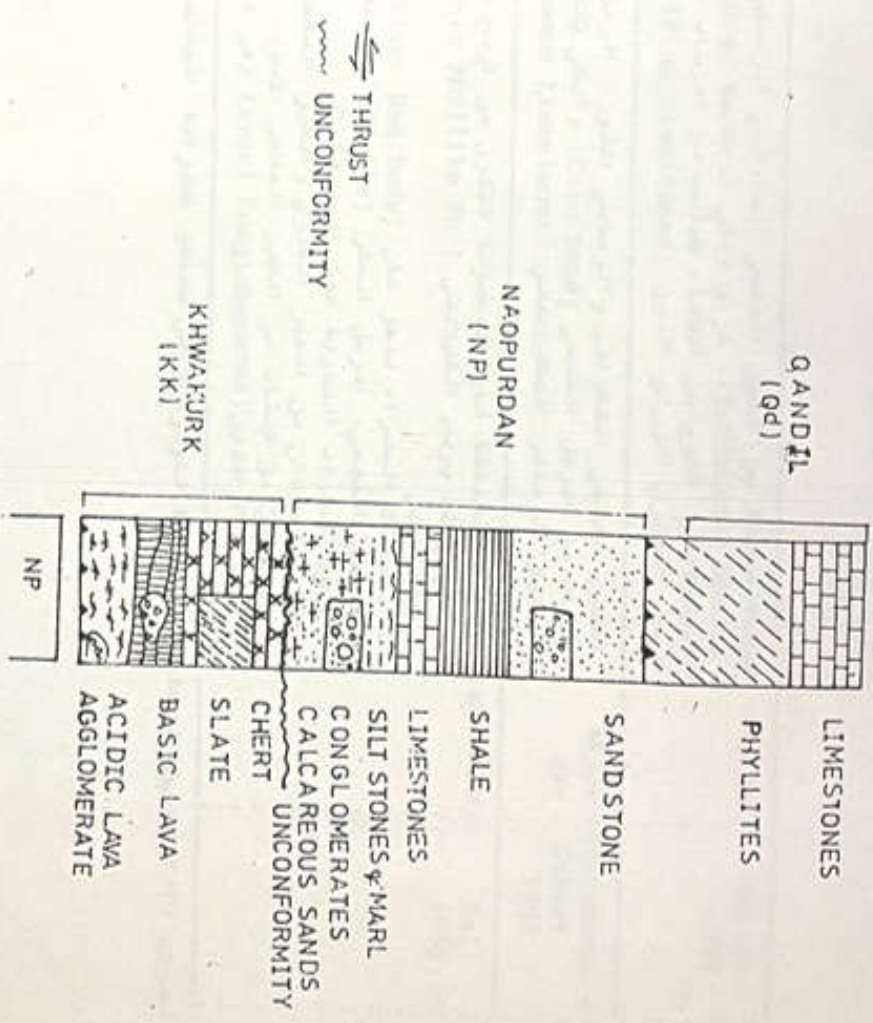 QANDIL
(Qd)
NAOPURDAN
(NP)
THRUST
UNCONFORMITY
KHWAKURK
(KK)
NP
LIMESTONES
PHYLLITES
SANDSTONE
SHALE
LIMESTONES
SILT STONES & MARL
CONGLOMERATES
CALCAREOUS SANDS
UNCONFORMITY
CHERT
SLATE
BASIC LAVA
ACIDIC LAVA
AGGLOMERATE